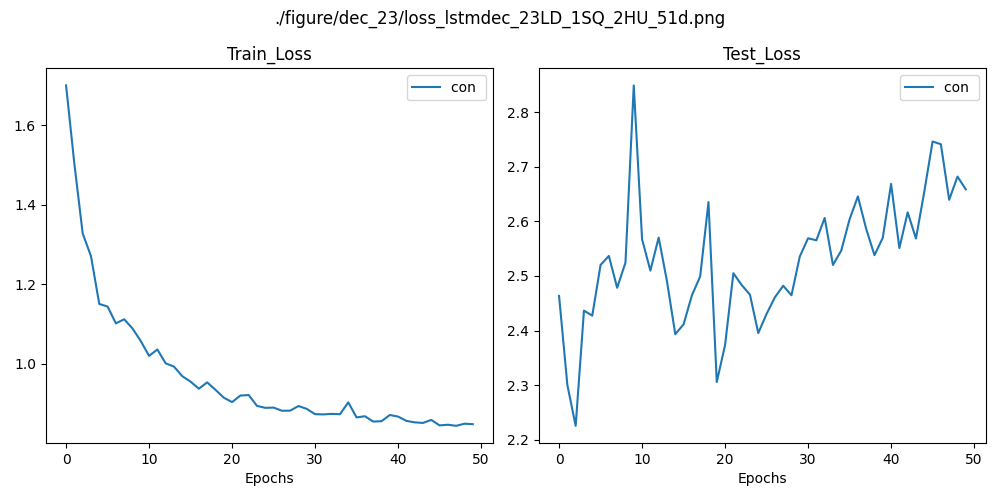 ./figure/dec_23/loss_lstmdec_23LD_1SQ_2HU_51d.png
Train_Loss
con
1.6
1.4
1.2
1.0
0 10 20 30 40 50
Epochs
Test_Loss
con
2.8
2.7
2.6
2.5
2.4
2.3
2.2
0 10 20 30 40 50
Epochs